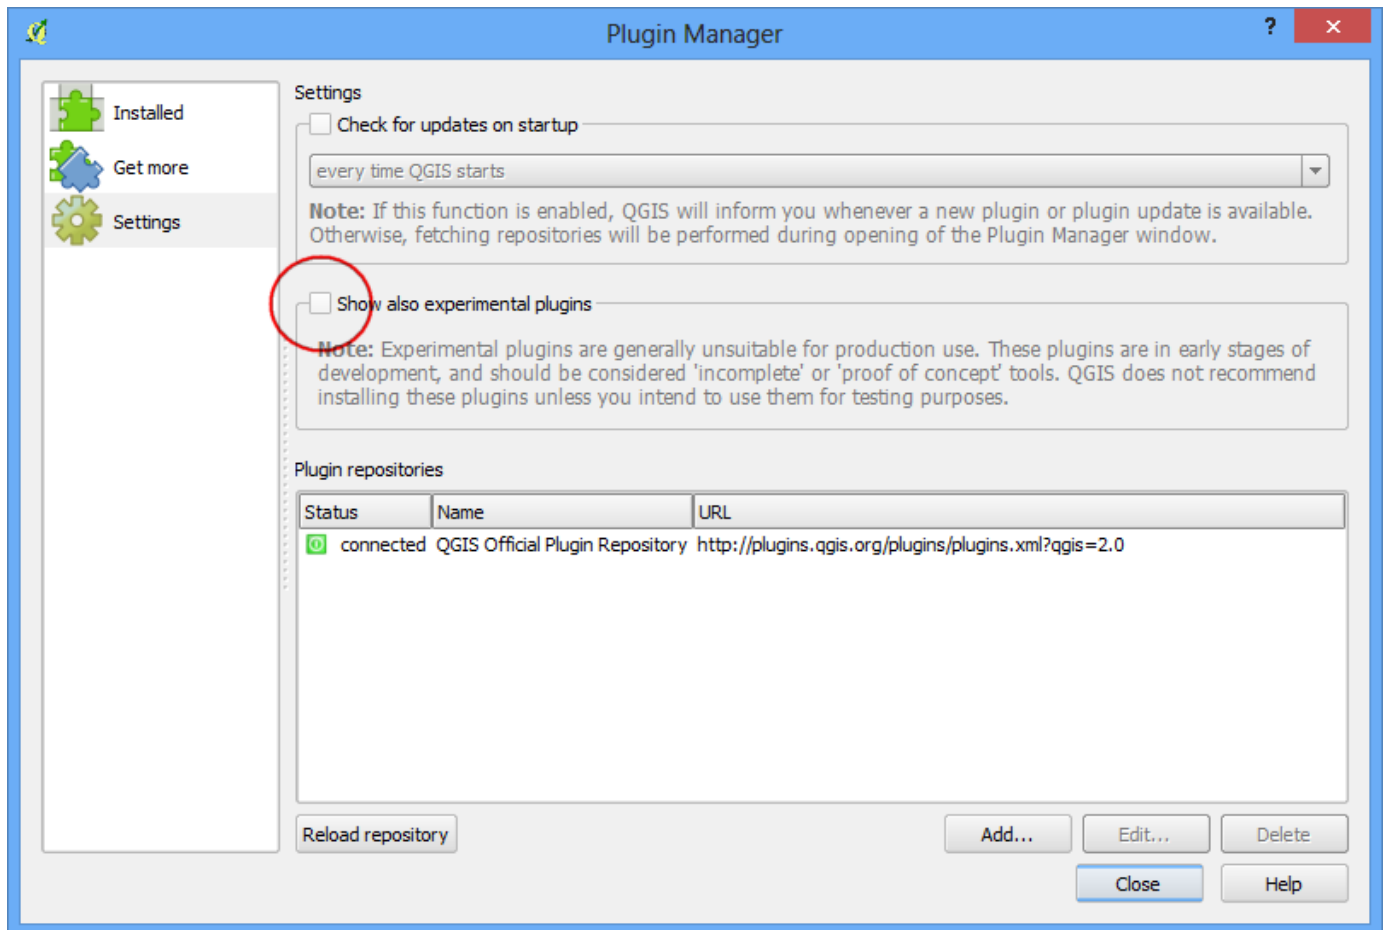 Plugin Manager
?
Installed
Get more
Settings
Settings
Check for updates on startup
every time QGIS starts
Note: If this function is enabled, QGIS will inform you whenever a new plugin or plugin update is available.
Otherwise, fetching repositories will be performed during opening of the Plugin Manager window.
Show also experimental plugins
Note: Experimental plugins are generally unsuitable for production use. These plugins are in early stages of
development, and should be considered 'incomplete' or 'proof of concept' tools. QGIS does not recommend
installing these plugins unless you intend to use them for testing purposes.
Plugin repositories
Status Name URL
connected QGIS Official Plugin Repository http://plugins.qgis.org/plugins/plugins.xml?qgis=2.0
Reload repository Add... Edit... Delete
Close Help